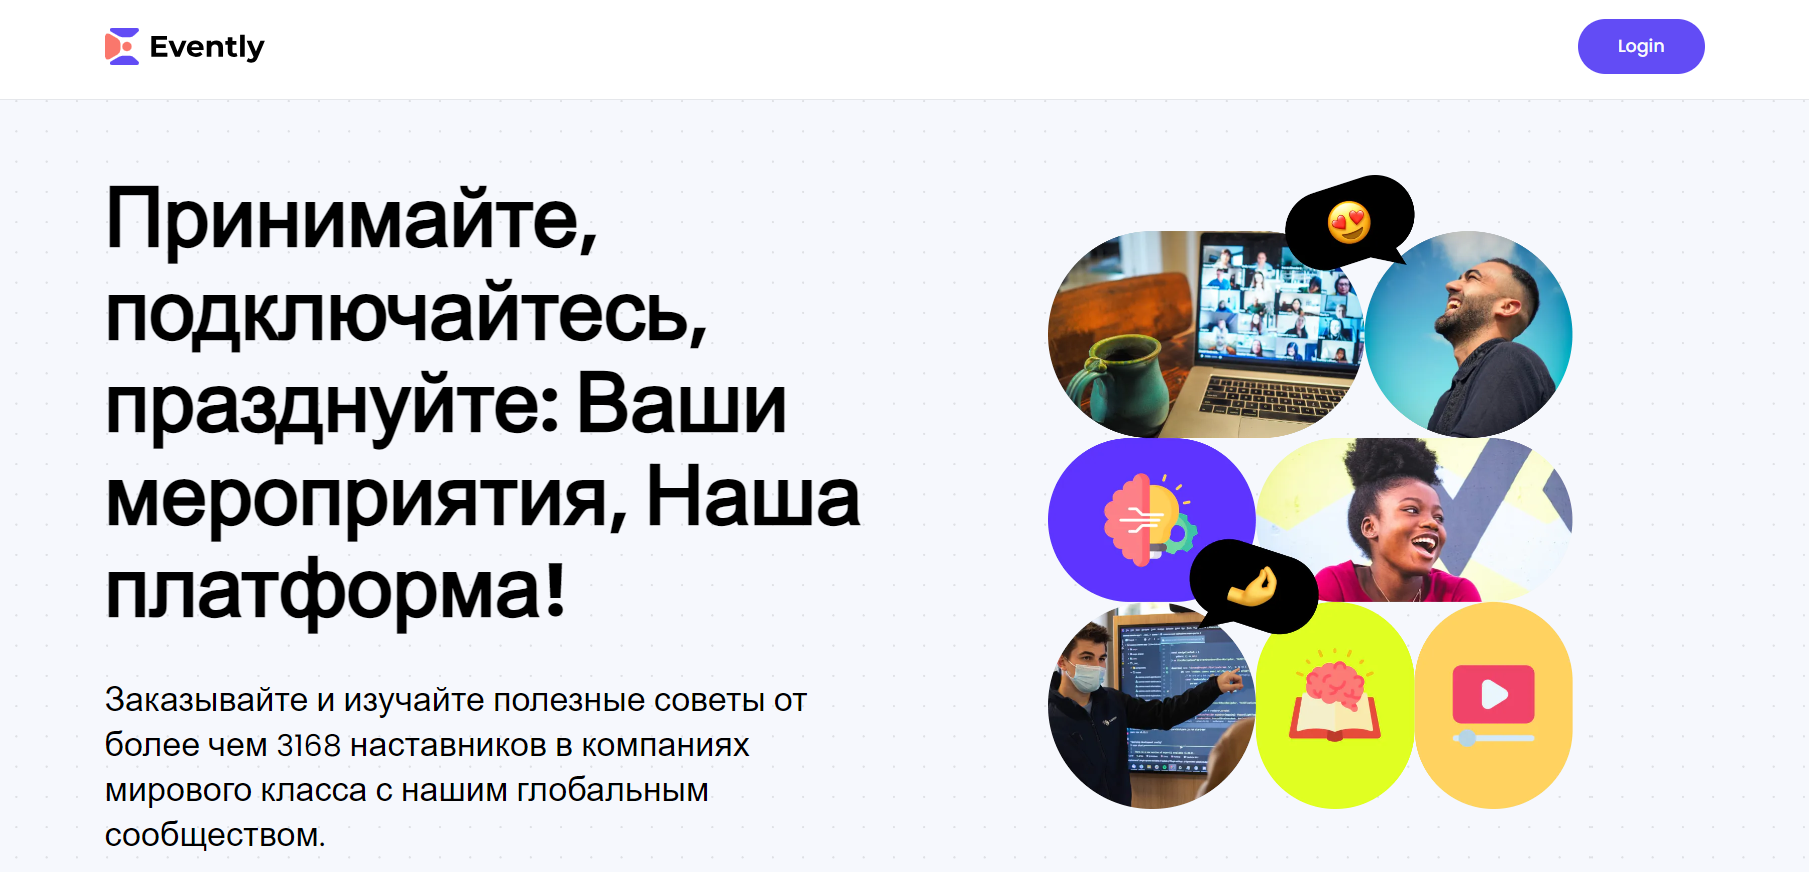 Evently
Login
Принимайте,
подключайтесь,
празднуйте: Ваши
мероприятия, Наша
платформа!
Заказывайте и изучайте полезные советы от
более чем 3168 наставников в компаниях
мирового класса с нашим глобальным
сообществом.